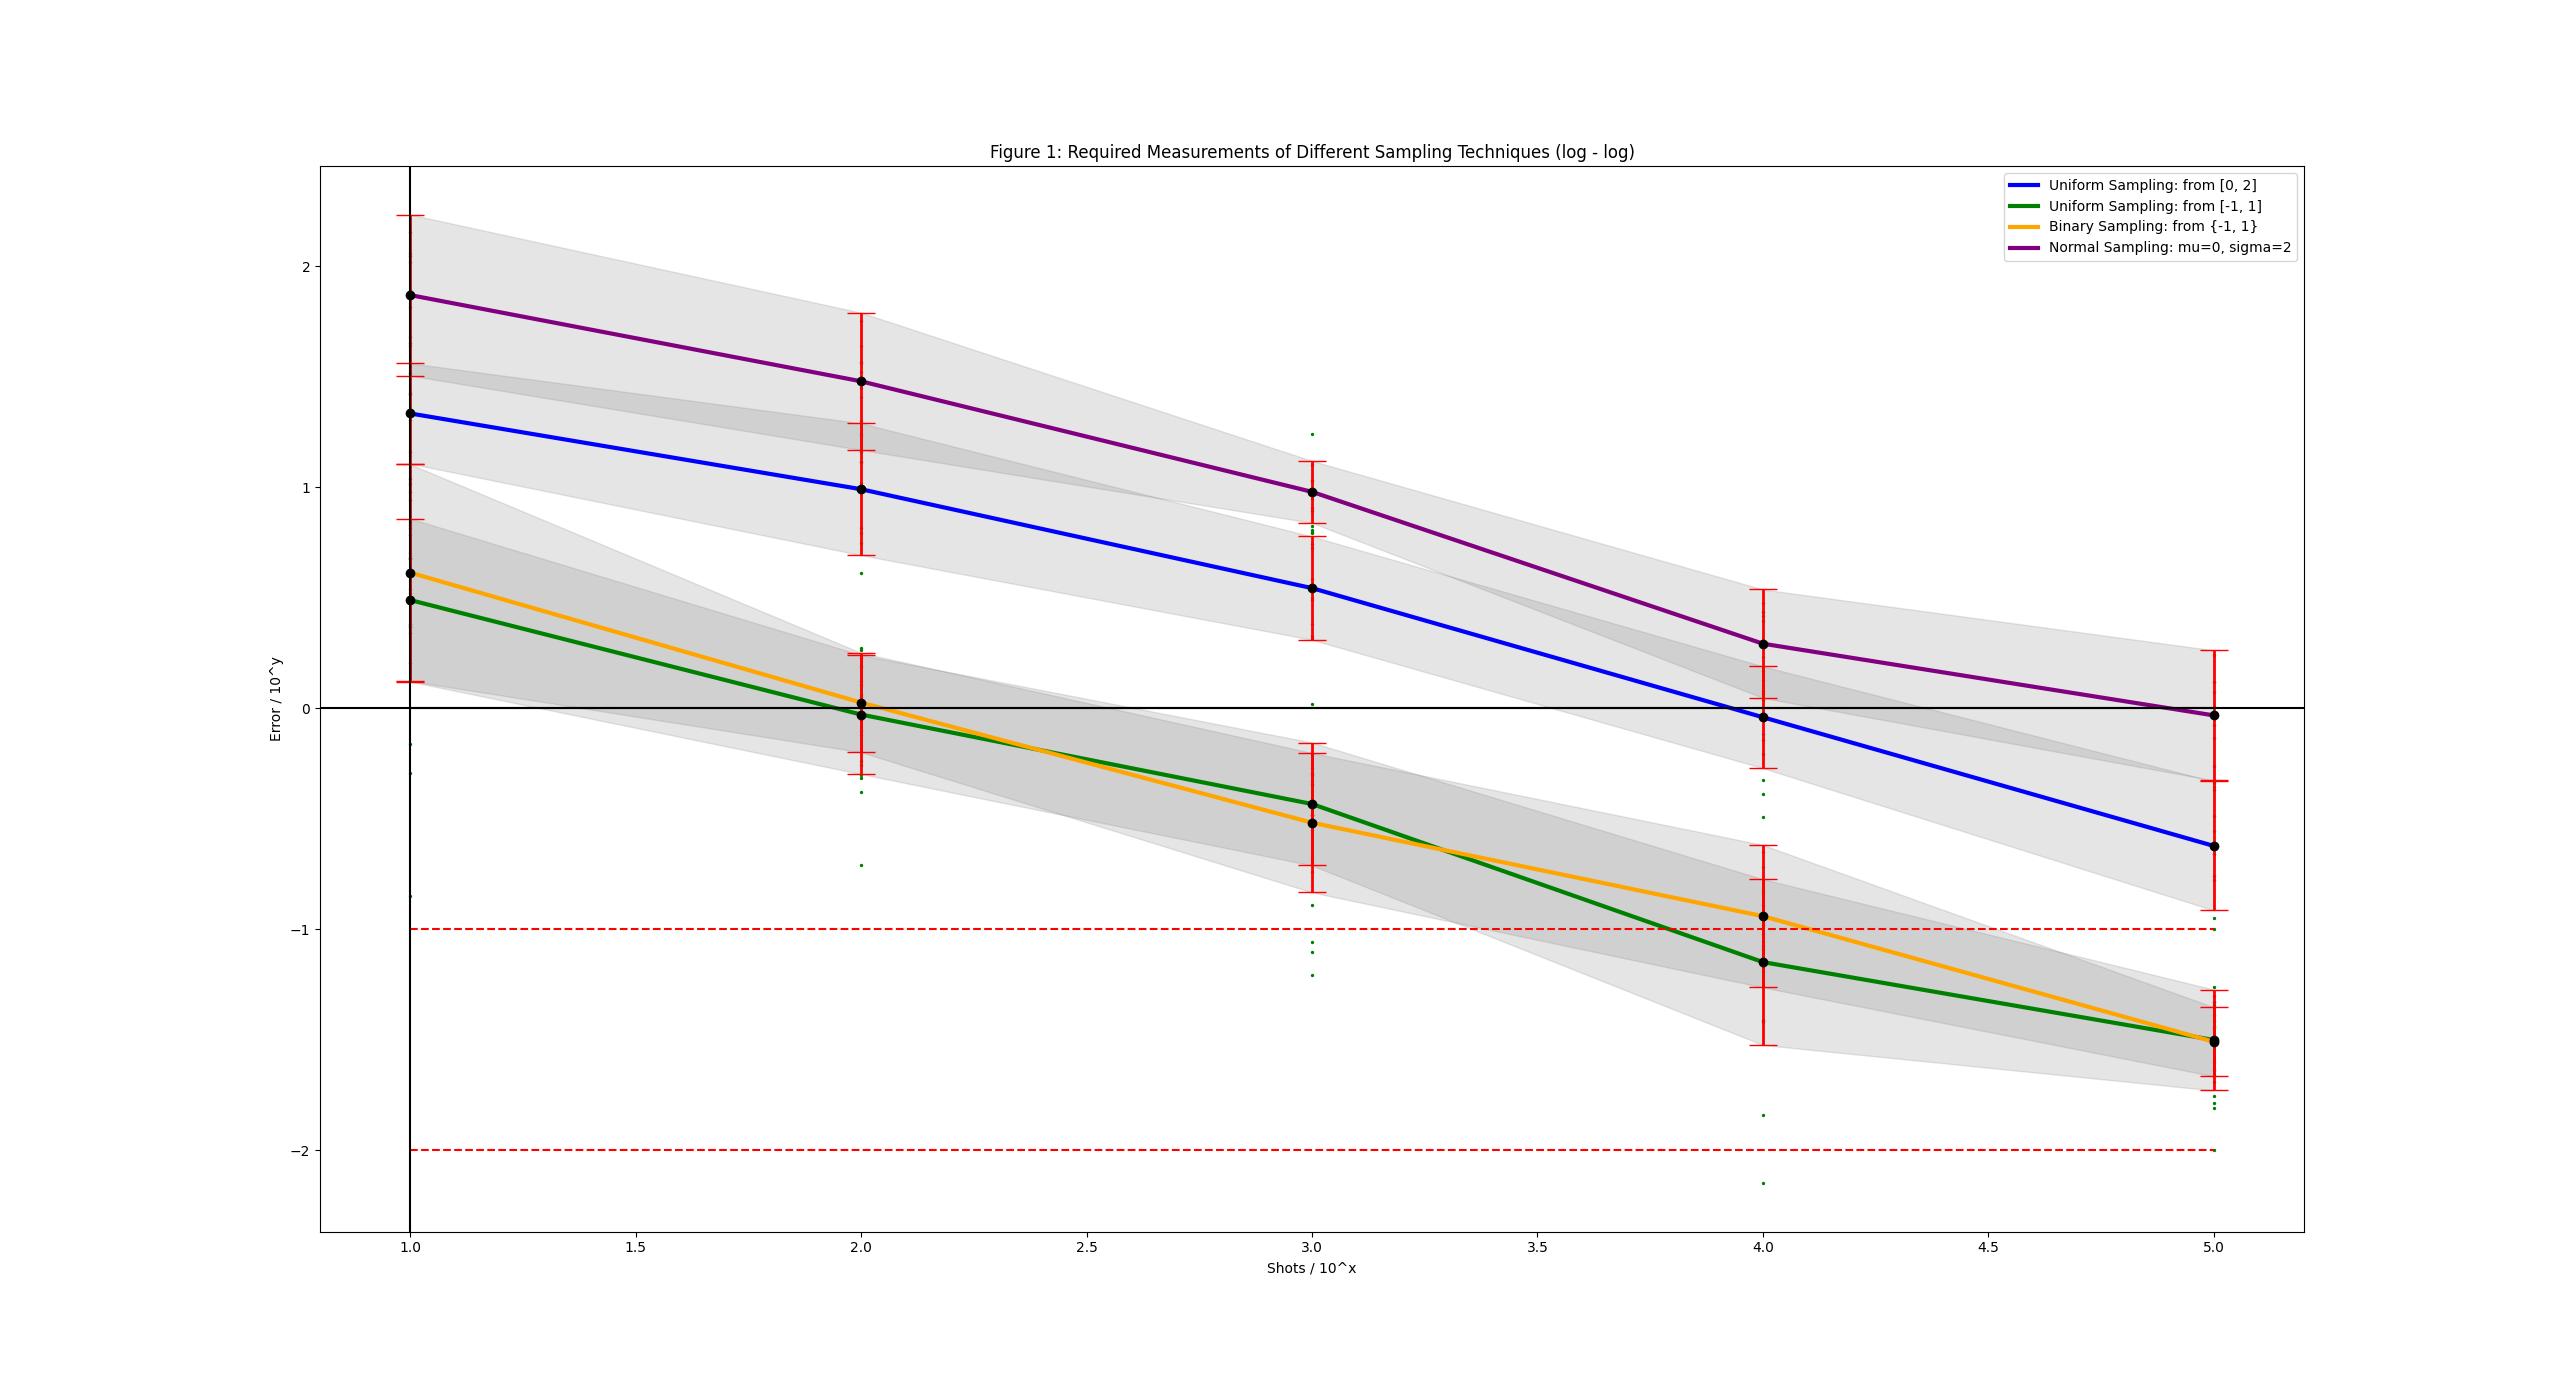 Figure 1: Required Measurements of Different Sampling Techniques (log - log)
Uniform Sampling: from [0, 2]
Uniform Sampling: from [-1, 1]
Binary Sampling: from {-1, 1}
Normal Sampling: mu=0, sigma=2
Error / 10^y
2
1
0
−1
−2
1.0 1.5 2.0 2.5 3.0 3.5 4.0 4.5 5.0
Shots / 10^x